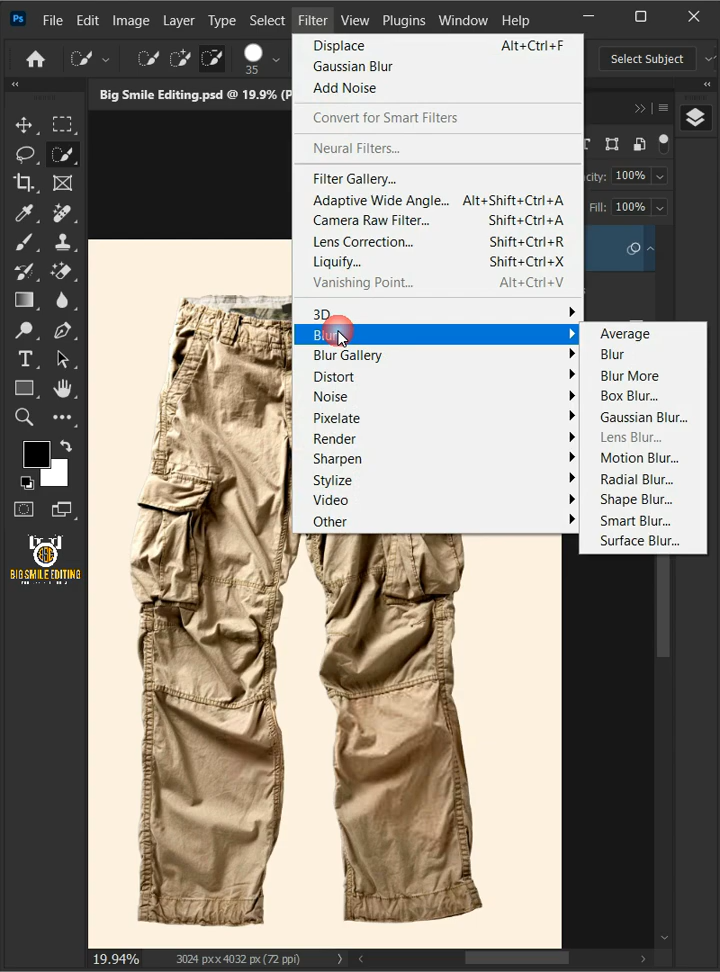 Ps File Edit Image Layer Type Select Filter View Plugins Window Help
35
Select Subject
Big Smile Editing.psd @ 19.9% (P
Displace Alt+Ctrl+F
Gaussian Blur
Add Noise
Convert for Smart Filters
Neural Filters...
Filter Gallery...
Adaptive Wide Angle... Alt+Shift+Ctrl+A
Camera Raw Filter... Shift+Ctrl+A
Lens Correction... Shift+Ctrl+R
Liquify... Shift+Ctrl+X
Vanishing Point... Alt+Ctrl+V
3D
Blur
Blur Gallery
Distort
Noise
Pixelate
Render
Sharpen
Stylize
Video
Other
Average
Blur
Blur More
Box Blur...
Gaussian Blur...
Lens Blur...
Motion Blur...
Radial Blur...
Shape Blur...
Smart Blur...
Surface Blur...
acity: 100%
Fill: 100%
BIG SMILE EDITING
19.94% 3024 px x 4032 px (72 ppi)